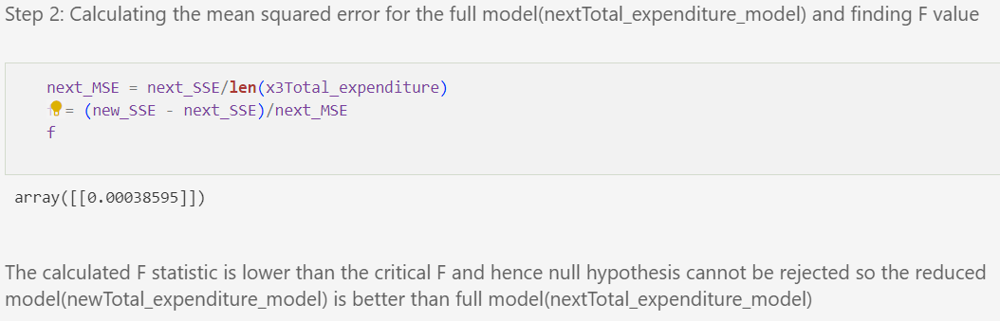 Step 2: Calculating the mean squared error for the full model(nextTotal_expenditure_model) and finding F value
next_MSE = next_SSE/len(x3Total_expenditure)
= (new_SSE - next_SSE)/next_MSE
f
array([[0.00038595]])
The calculated F statistic is lower than the critical F and hence null hypothesis cannot be rejected so the reduced
model(newTotal_expenditure_model) is better than full model(nextTotal_expenditure_model)